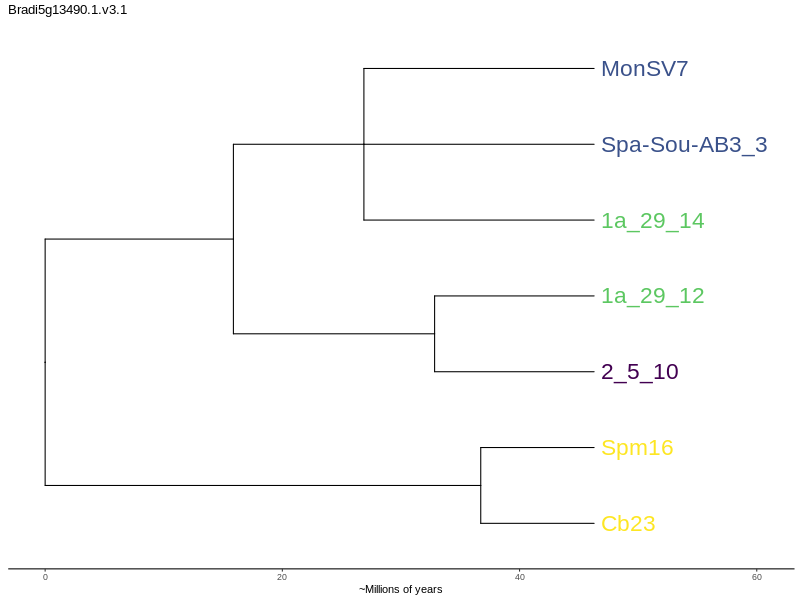 Bradi5g13490.1.v3.1
MonSV7
Spa-Sou-AB3_3
1a_29_14
1a_29_12
2_5_10
Spm16
Cb23
0 20 40 60
~Millions of years